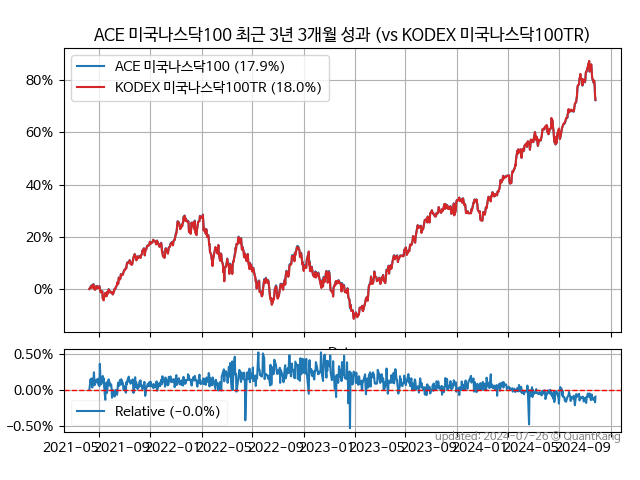 ACE 미국나스닥100 최근 3년 3개월 성과 (vs KODEX 미국나스닥100TR)
ACE 미국나스닥100 (17.9%)
KODEX 미국나스닥100TR (18.0%)
80%
60%
40%
20%
0%
0.50%
0.00%
−0.50%
Relative (−0.0%)
updated: 2024-07-26 © QuantKang
2021-05 2021-09 2022-01 2022-05 2022-09 2023-01 2023-05 2023-09 2024-01 2024-05 2024-09